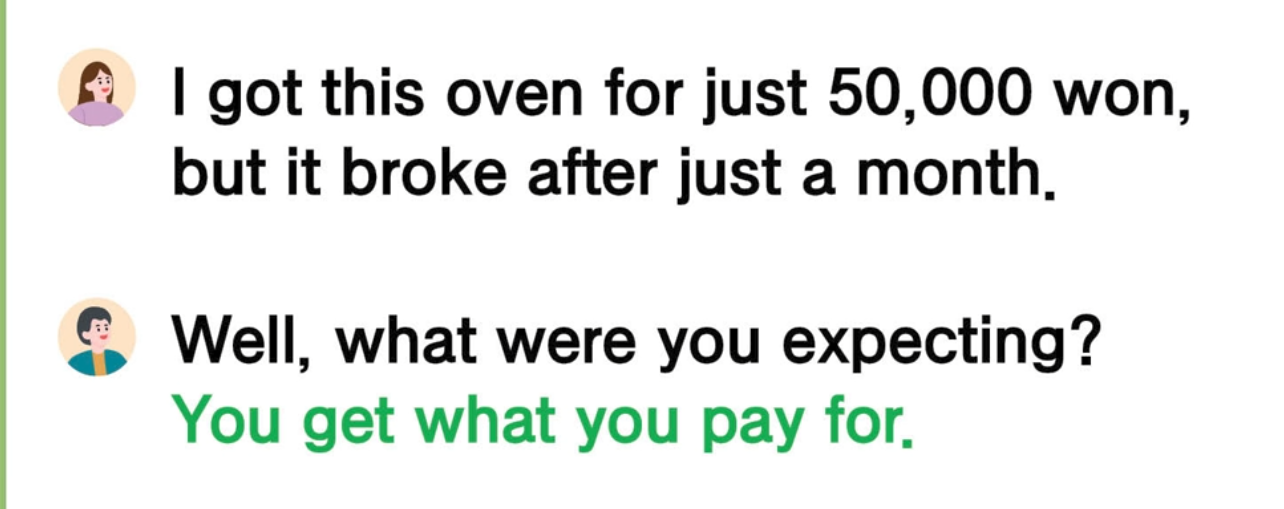 I got this oven for just 50,000 won,
but it broke after just a month.
Well, what were you expecting?
You get what you pay for.